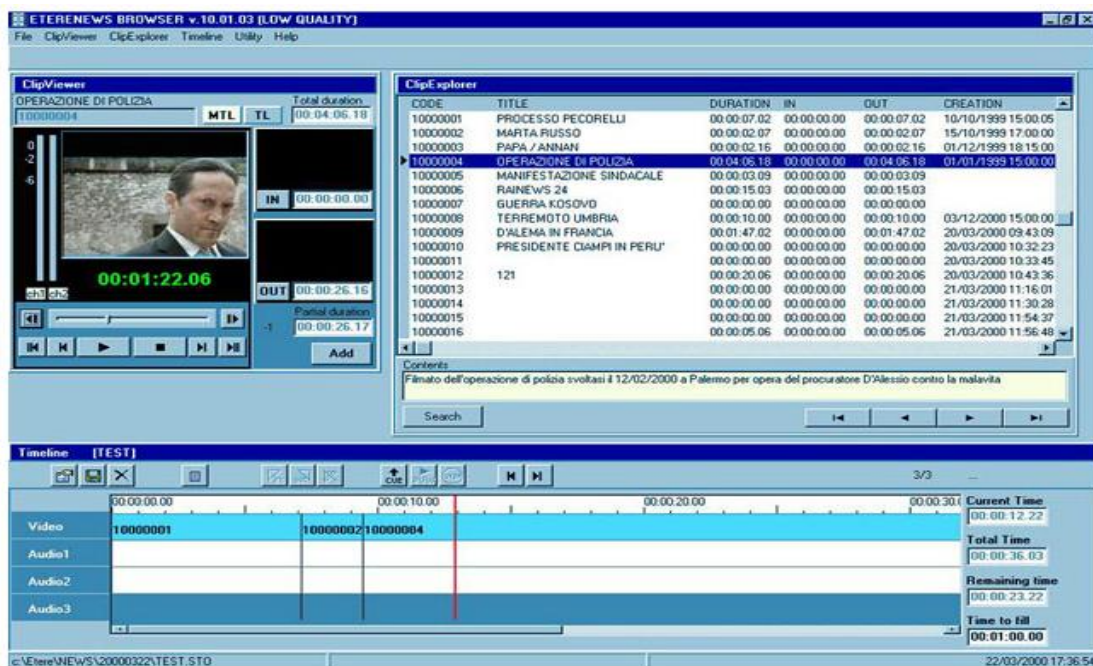 ETERENEWS BROWSER v.10.01.03 [LOW QUALITY]
File ClipViewer ClipExplorer Timeline Utility Help
ClipViewer
OPERAZIONE DI POLIZIA
Total duration
10000004
MTL
TL
00:04:06.18
0
-2
-6
IN
00:00:00.00
00:01:22.06
ch1 ch2
OUT
00:00:26.16
Partial duration
-1
00:00:26.17
Add
ClipExplorer
CODE TITLE DURATION IN OUT CREATION
10000001 PROCESSO PECORELLI 00:00:07.02 00:00:00.00 00:00:07.02 10/10/1999 15:00:05
10000002 MARTA RUSSO 00:00:02.07 00:00:00.00 00:00:02.07 15/10/1999 17:00:00
10000003 PAPA / ANNAN 00:00:02.16 00:00:00.00 00:00:02.16 01/12/1999 18:15:00
10000004 OPERAZIONE DI POLIZIA 00:04:06.18 00:00:00.00 00:04:06.18 01/01/1999 15:00:00
10000005 MANIFESTAZIONE SINDACALE 00:00:03.09 00:00:00.00 00:00:03.09
10000006 RAINEWS 24 00:00:15.03 00:00:00.00 00:00:15.03
10000007 GUERRA KOSOVO 00:00:00.00 00:00:00.00 00:00:00.00
10000008 TERREMOTO UMBRIA 00:00:10.00 00:00:00.00 00:00:10.00 03/12/2000 15:00:00
10000009 D'ALEMA IN FRANCIA 00:01:47.02 00:00:00.00 00:01:47.02 20/03/2000 09:43:09
10000010 PRESIDENTE CIAMPI IN PERU' 00:00:00.00 00:00:00.00 00:00:00.00 20/03/2000 10:32:23
10000011 00:00:00.00 00:00:00.00 00:00:00.00 20/03/2000 10:33:45
10000012 121 00:00:20.06 00:00:00.00 00:00:20.06 20/03/2000 10:43:36
10000013 00:00:00.00 00:00:00.00 00:00:00.00 21/03/2000 11:16:01
10000014 00:00:00.00 00:00:00.00 00:00:00.00 21/03/2000 11:30:28
10000015 00:00:00.00 00:00:00.00 00:00:00.00 21/03/2000 11:54:37
10000016 00:00:05.06 00:00:00.00 00:00:05.06 21/03/2000 11:56:48
Contents
Filmato dell'operazione di polizia svoltasi il 12/02/2000 a Palermo per opera del procuratore D'Alessio contro la malavita
Search
Timeline [TEST]
CUE
3/3 ...
00:00:00.00 00:00:10.00 00:00:20.00 00:00:30.
Video
10000001 10000002 10000004
Audio1
Audio2
Audio3
Current Time
00:00:12.22
Total Time
00:00:36.03
Remaining time
00:00:23.22
Time to fill
00:01:00.00
c:\Etere\NEWS\20000322\TEST.STO
22/03/2000 17:36:54